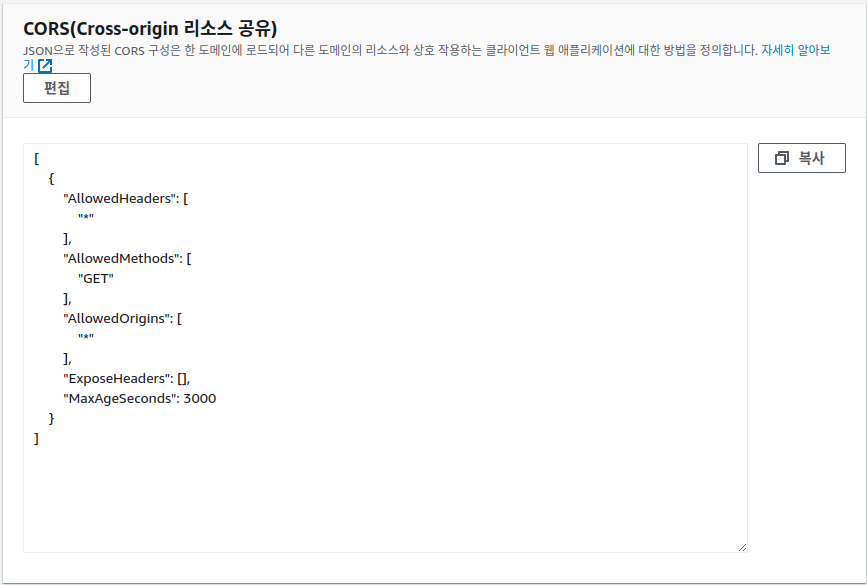 CORS(Cross-origin 리소스 공유)
JSON으로 작성된 CORS 구성은 한 도메인에 로드되어 다른 도메인의 리소스와 상호 작용하는 클라이언트 웹 애플리케이션에 대한 방법을 정의합니다. 자세히 알아보
기
편집
복사
[
{
"AllowedHeaders": [
"*"
],
"AllowedMethods": [
"GET"
],
"AllowedOrigins": [
"*"
],
"ExposeHeaders": [],
"MaxAgeSeconds": 3000
}
]